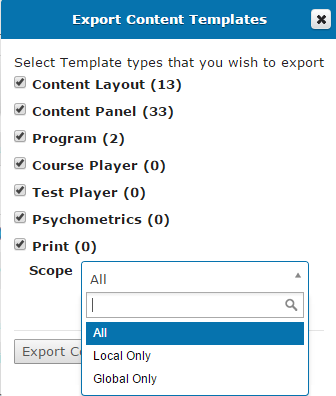 Export Content Templates
Select Template types that you wish to export
Content Layout (13)
Content Panel (33)
Program (2)
Course Player (0)
Test Player (0)
Psychometrics (0)
Print (0)
Scope
All
All
Local Only
Global Only
Export Co